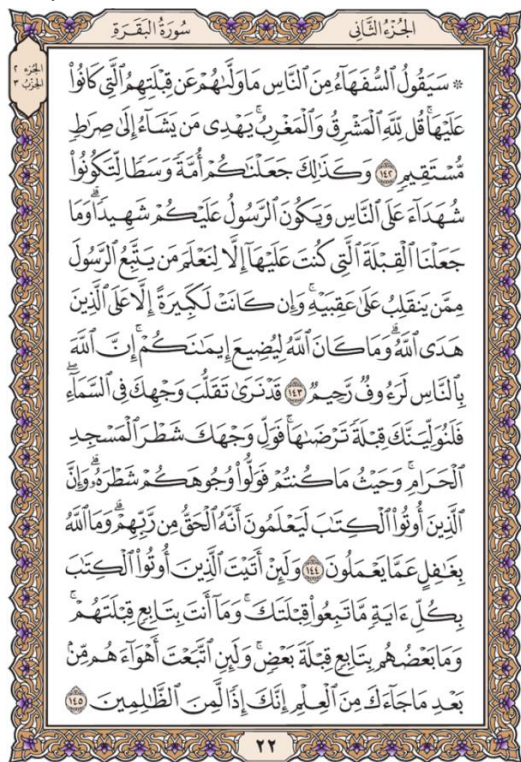 سُورَةُ البَقَرَةِ الجُزْءُ الثَّانِي
الجزء ٢
الحزب ٣
۞ سَيَقُولُ ٱلسُّفَهَآءُ مِنَ ٱلنَّاسِ مَا وَلَّىٰهُمْ عَن قِبْلَتِهِمُ ٱلَّتِي كَانُواْ
عَلَيْهَاۚ قُل لِّلَّهِ ٱلْمَشْرِقُ وَٱلْمَغْرِبُۚ يَهْدِي مَن يَشَآءُ إِلَىٰ صِرَٰطٖ
مُّسْتَقِيمٖ ١٤٢ وَكَذَٰلِكَ جَعَلْنَٰكُمْ أُمَّةٗ وَسَطٗا لِّتَكُونُواْ
شُهَدَآءَ عَلَى ٱلنَّاسِ وَيَكُونَ ٱلرَّسُولُ عَلَيْكُمْ شَهِيدٗاۗ وَمَا
جَعَلْنَا ٱلْقِبْلَةَ ٱلَّتِي كُنتَ عَلَيْهَآ إِلَّا لِنَعْلَمَ مَن يَتَّبِعُ ٱلرَّسُولَ
مِمَّن يَنقَلِبُ عَلَىٰ عَقِبَيْهِۚ وَإِن كَانَتْ لَكَبِيرَةً إِلَّا عَلَى ٱلَّذِينَ
هَدَى ٱللَّهُۗ وَمَا كَانَ ٱللَّهُ لِيُضِيعَ إِيمَٰنَكُمْۚ إِنَّ ٱللَّهَ
بِٱلنَّاسِ لَرَءُوفٞ رَّحِيمٞ ١٤٣ قَدْ نَرَىٰ تَقَلُّبَ وَجْهِكَ فِي ٱلسَّمَآءِۖ
فَلَنُوَلِّيَنَّكَ قِبْلَةٗ تَرْضَىٰهَاۚ فَوَلِّ وَجْهَكَ شَطْرَ ٱلْمَسْجِدِ
ٱلْحَرَامِۚ وَحَيْثُ مَا كُنتُمْ فَوَلُّواْ وُجُوهَكُمْ شَطْرَهُۥۗ وَإِنَّ
ٱلَّذِينَ أُوتُواْ ٱلْكِتَٰبَ لَيَعْلَمُونَ أَنَّهُ ٱلْحَقُّ مِن رَّبِّهِمْۗ وَمَا ٱللَّهُ
بِغَٰفِلٍ عَمَّا يَعْمَلُونَ ١٤٤ وَلَئِنْ أَتَيْتَ ٱلَّذِينَ أُوتُواْ ٱلْكِتَٰبَ
بِكُلِّ ءَايَةٖ مَّا تَبِعُواْ قِبْلَتَكَۚ وَمَآ أَنتَ بِتَابِعٖ قِبْلَتَهُمْۚ
وَمَا بَعْضُهُم بِتَابِعٖ قِبْلَةَ بَعْضٖۚ وَلَئِنِ ٱتَّبَعْتَ أَهْوَآءَهُم مِّنۢ
بَعْدِ مَا جَآءَكَ مِنَ ٱلْعِلْمِ إِنَّكَ إِذٗا لَّمِنَ ٱلظَّٰلِمِينَ ١٤٥
٢٢